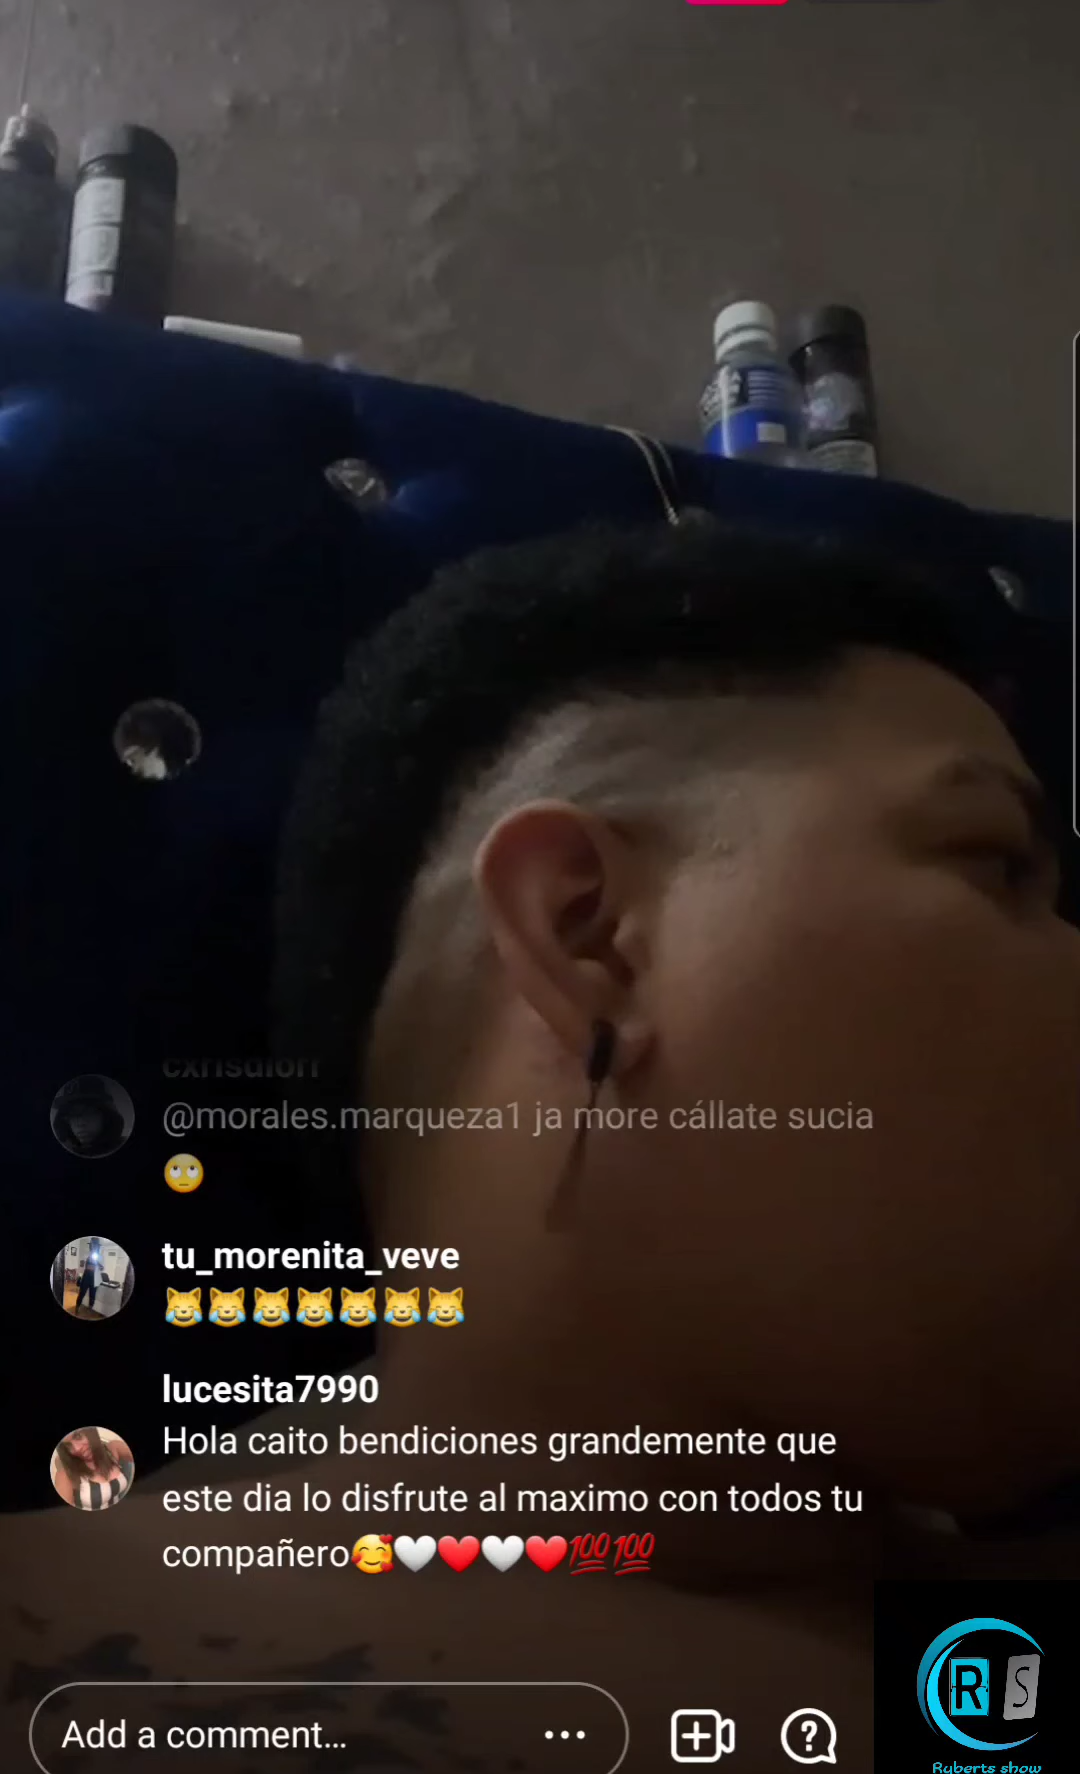 cxrisdiorr
@morales.marqueza1 ja more cállate sucia
🙄
tu_morenita_veve
😹😹😹😹😹😹😹
lucesita7990
Hola caito bendiciones grandemente que
este dia lo disfrute al maximo con todos tu
compañero🥰🤍❤️🤍❤️💯💯
Add a comment...
R S
Ryberts show